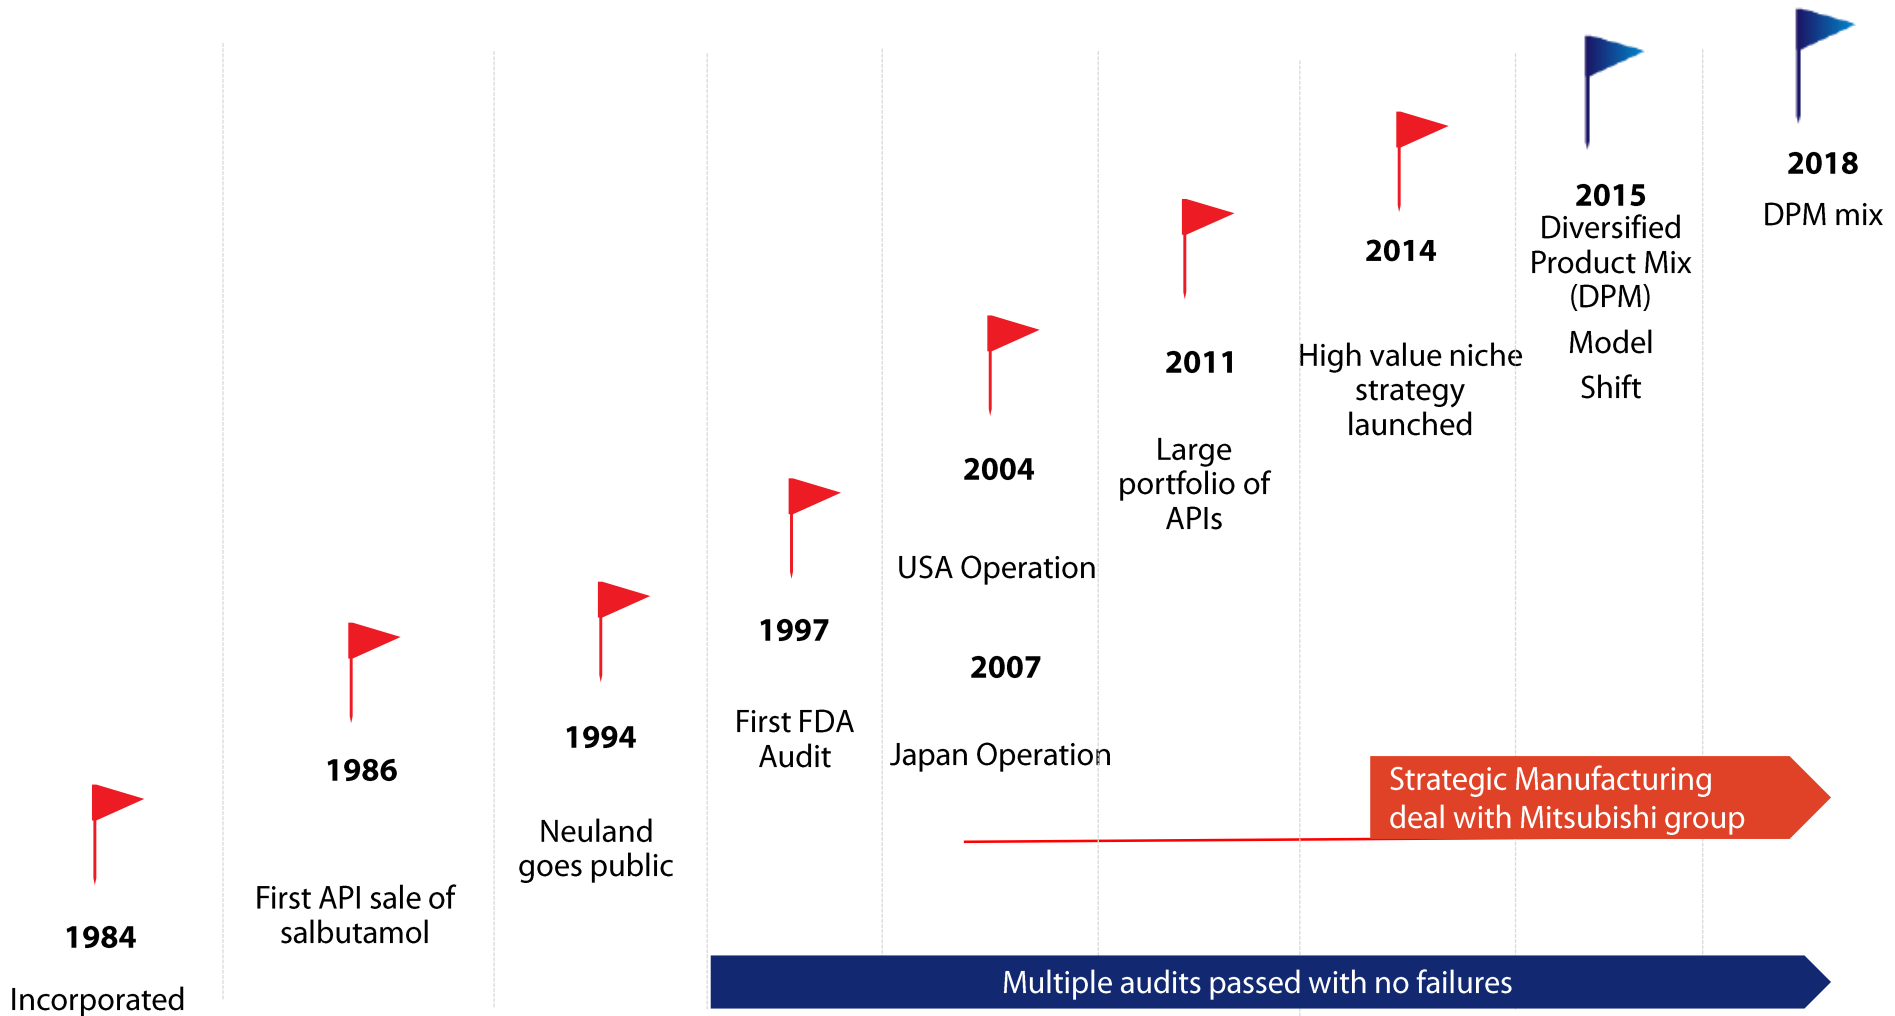 1984
Incorporated
1986
First API sale of
salbutamol
1994
Neuland
goes public
1997
First FDA
Audit
2004
USA Operation
2007
Japan Operation
2011
Large
portfolio of
APIs
2014
High value niche
strategy
launched
2015
Diversified
Product Mix
(DPM)
Model
Shift
2018
DPM mix
Strategic Manufacturing
deal with Mitsubishi group
Multiple audits passed with no failures